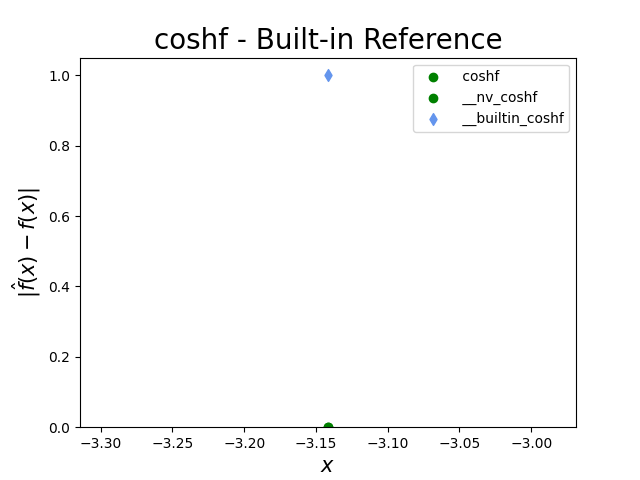 coshf - Built-in Reference
coshf
__nv_coshf
__builtin_coshf
1.0
0.8
0.6
0.4
0.2
0.0
|f̂(x) − f(x)|
−3.30
−3.25
−3.20
−3.15
−3.10
−3.05
−3.00
x